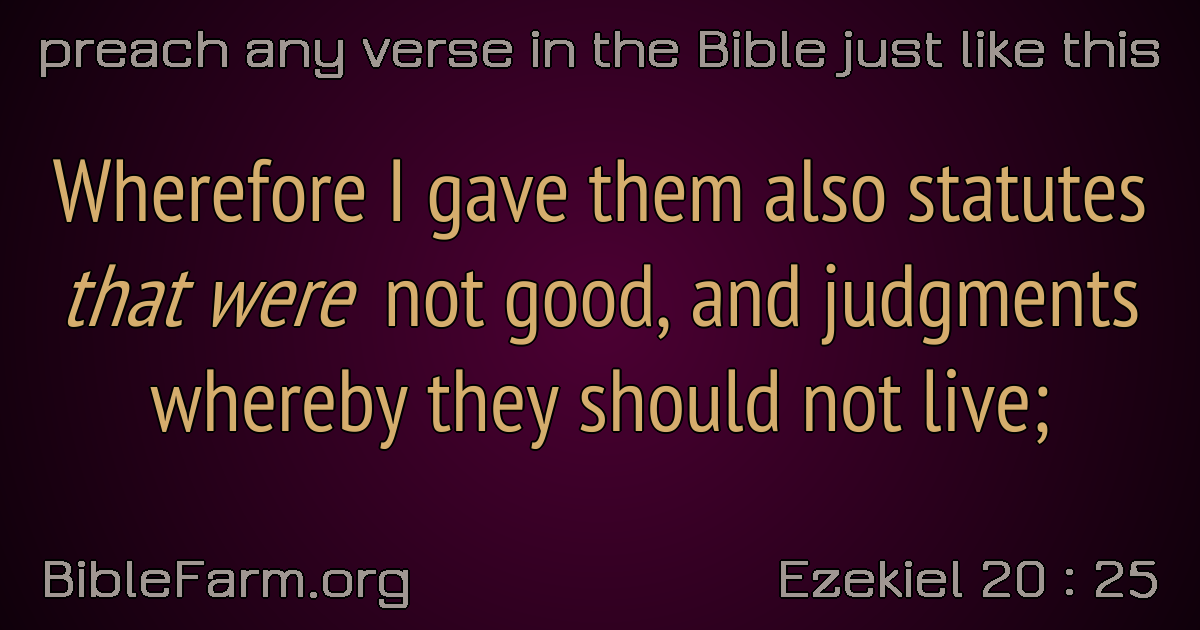 preach any verse in the Bible just like this
Wherefore I gave them also statutes
that were not good, and judgments
whereby they should not live;
BibleFarm.org
Ezekiel 20 : 25